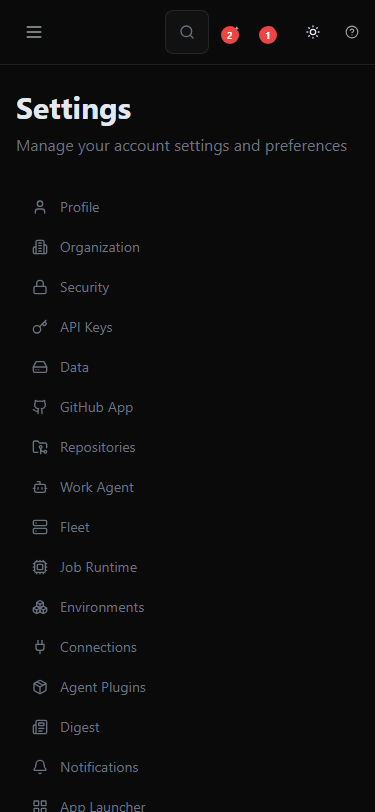 2
1
Settings
Manage your account settings and preferences
Profile
Organization
Security
API Keys
Data
GitHub App
Repositories
Work Agent
Fleet
Job Runtime
Environments
Connections
Agent Plugins
Digest
Notifications
App Launcher